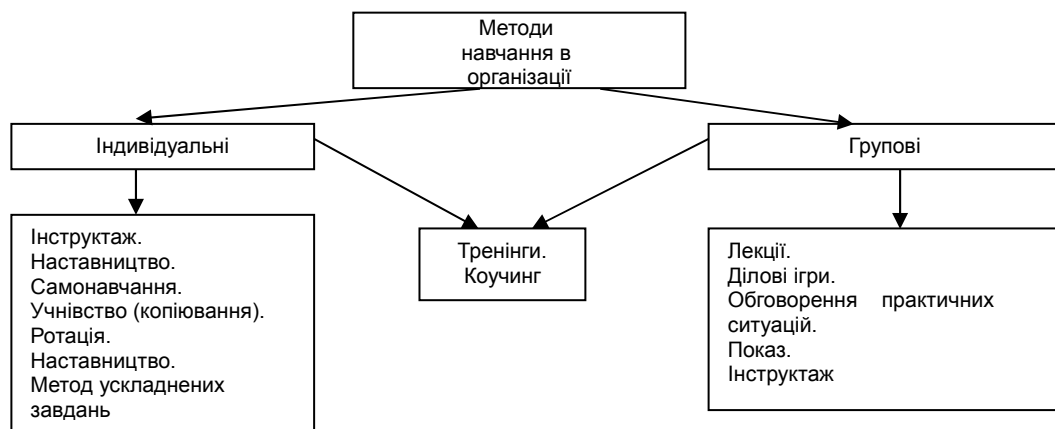 Методи
навчання в
організації
Індивідуальні
Групові
Інструктаж.
Наставництво.
Самонавчання.
Учнівство (копіювання).
Ротація.
Наставництво.
Метод ускладнених
завдань
Тренінги.
Коучинг
Лекції.
Ділові ігри.
Обговорення практичних
ситуацій.
Показ.
Інструктаж